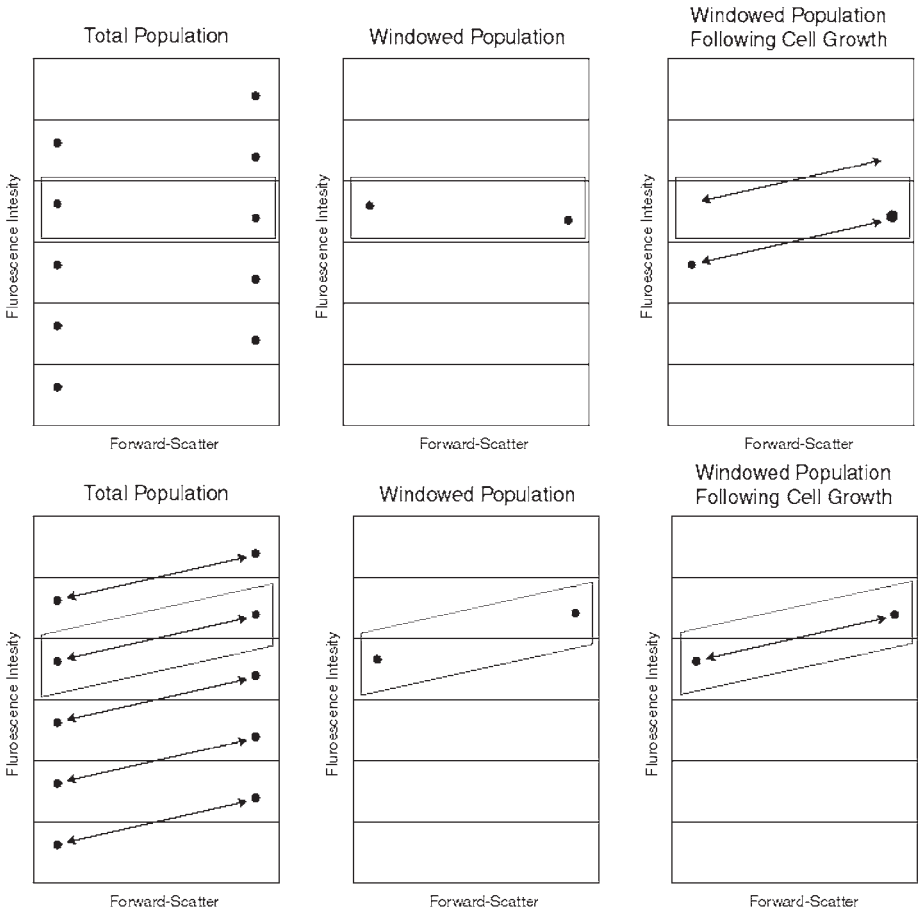 Total Population
Windowed Population
Windowed Population
Following Cell Growth
Fluroescence Intesity
Fluroescence Intesity
Fluroescence Intesity
Forward-Scatter
Forward-Scatter
Forward-Scatter
Total Population
Windowed Population
Windowed Population
Following Cell Growth
Fluroescence Intesity
Fluroescence Intesity
Fluroescence Intesity
Forward-Scatter
Forward-Scatter
Forward-Scatter